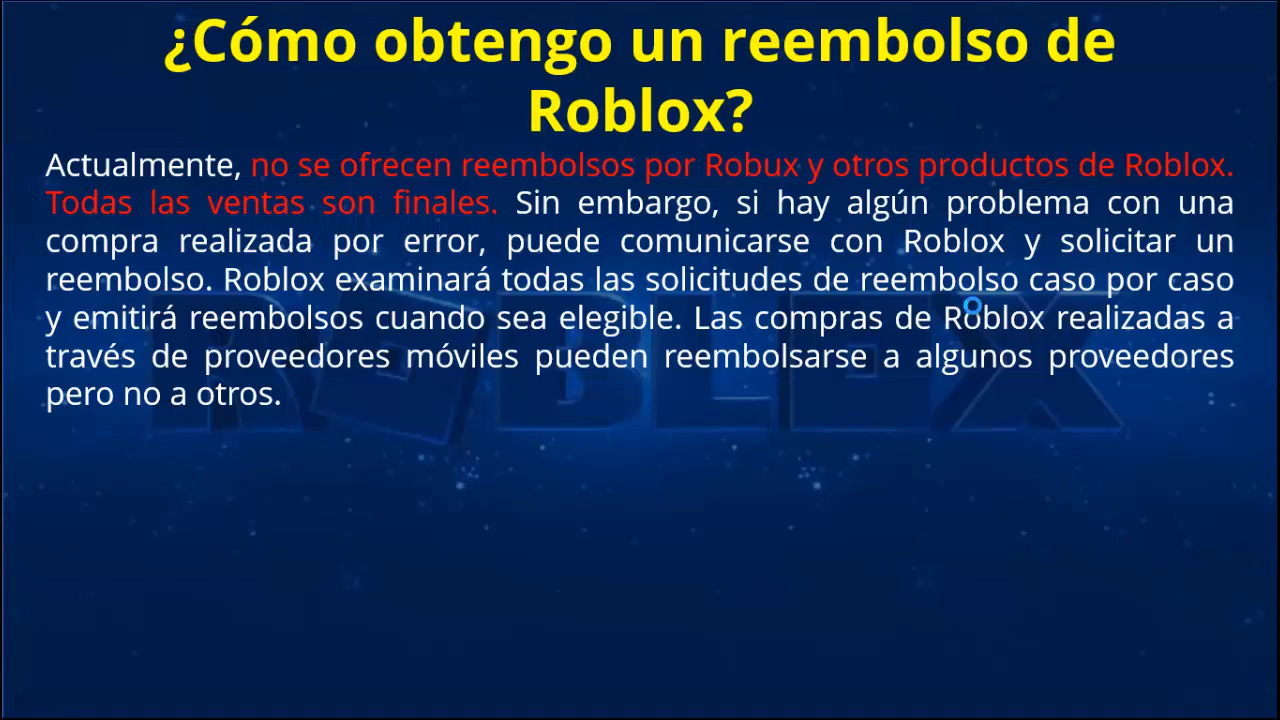 ¿Cómo obtengo un reembolso de
Roblox?
Actualmente, no se ofrecen reembolsos por Robux y otros productos de Roblox.
Todas las ventas son finales. Sin embargo, si hay algún problema con una
compra realizada por error, puede comunicarse con Roblox y solicitar un
reembolso. Roblox examinará todas las solicitudes de reembolso caso por caso
y emitirá reembolsos cuando sea elegible. Las compras de Roblox realizadas a
través de proveedores móviles pueden reembolsarse a algunos proveedores
pero no a otros.
ROBLOX